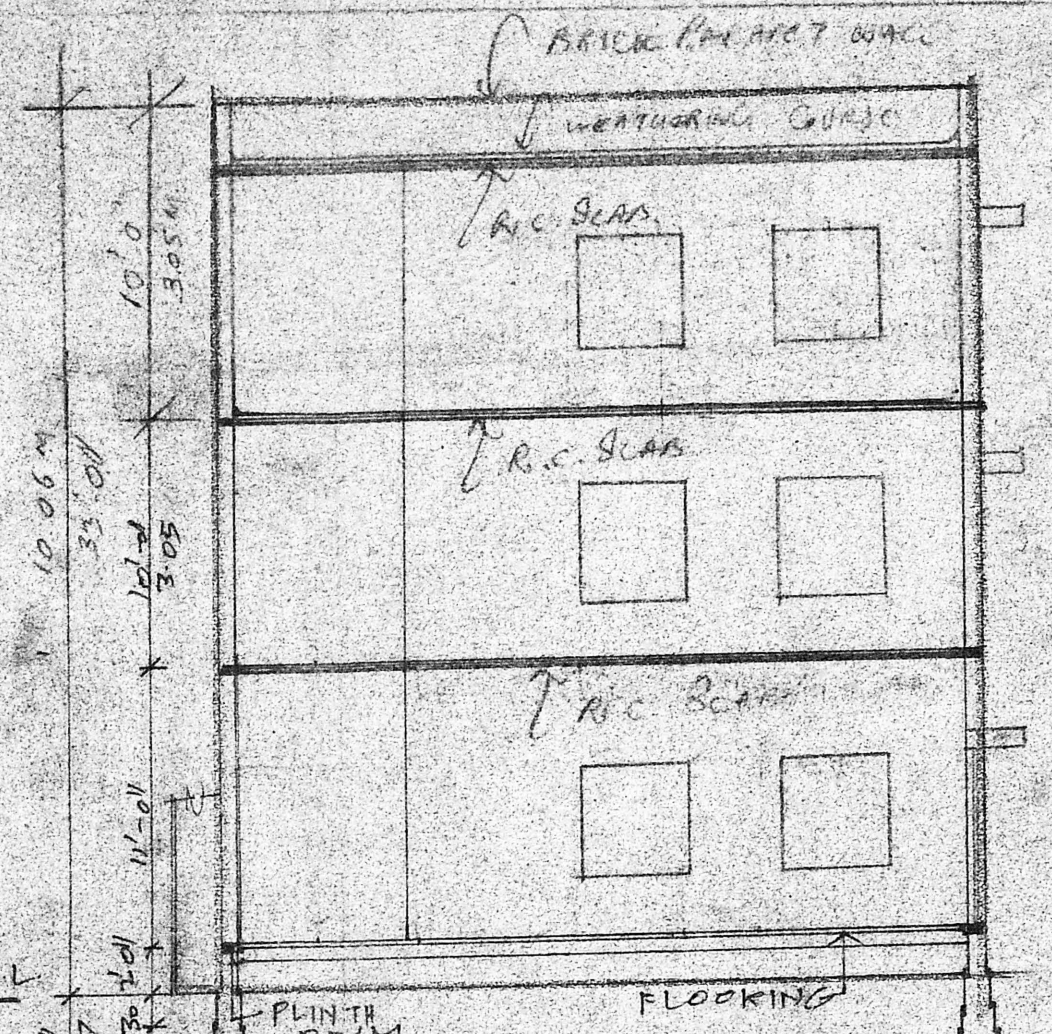 BRICK PARAPET WALL
WEATHERING COURSE
R.C. SLAB.
10'.0"
3.05 M
R.C. SLAB
10.06 M
33'.0"
10'-0"
3.05
R.C. SLAB
11'-0"
2'.0"
FLOOKING
PLINTH